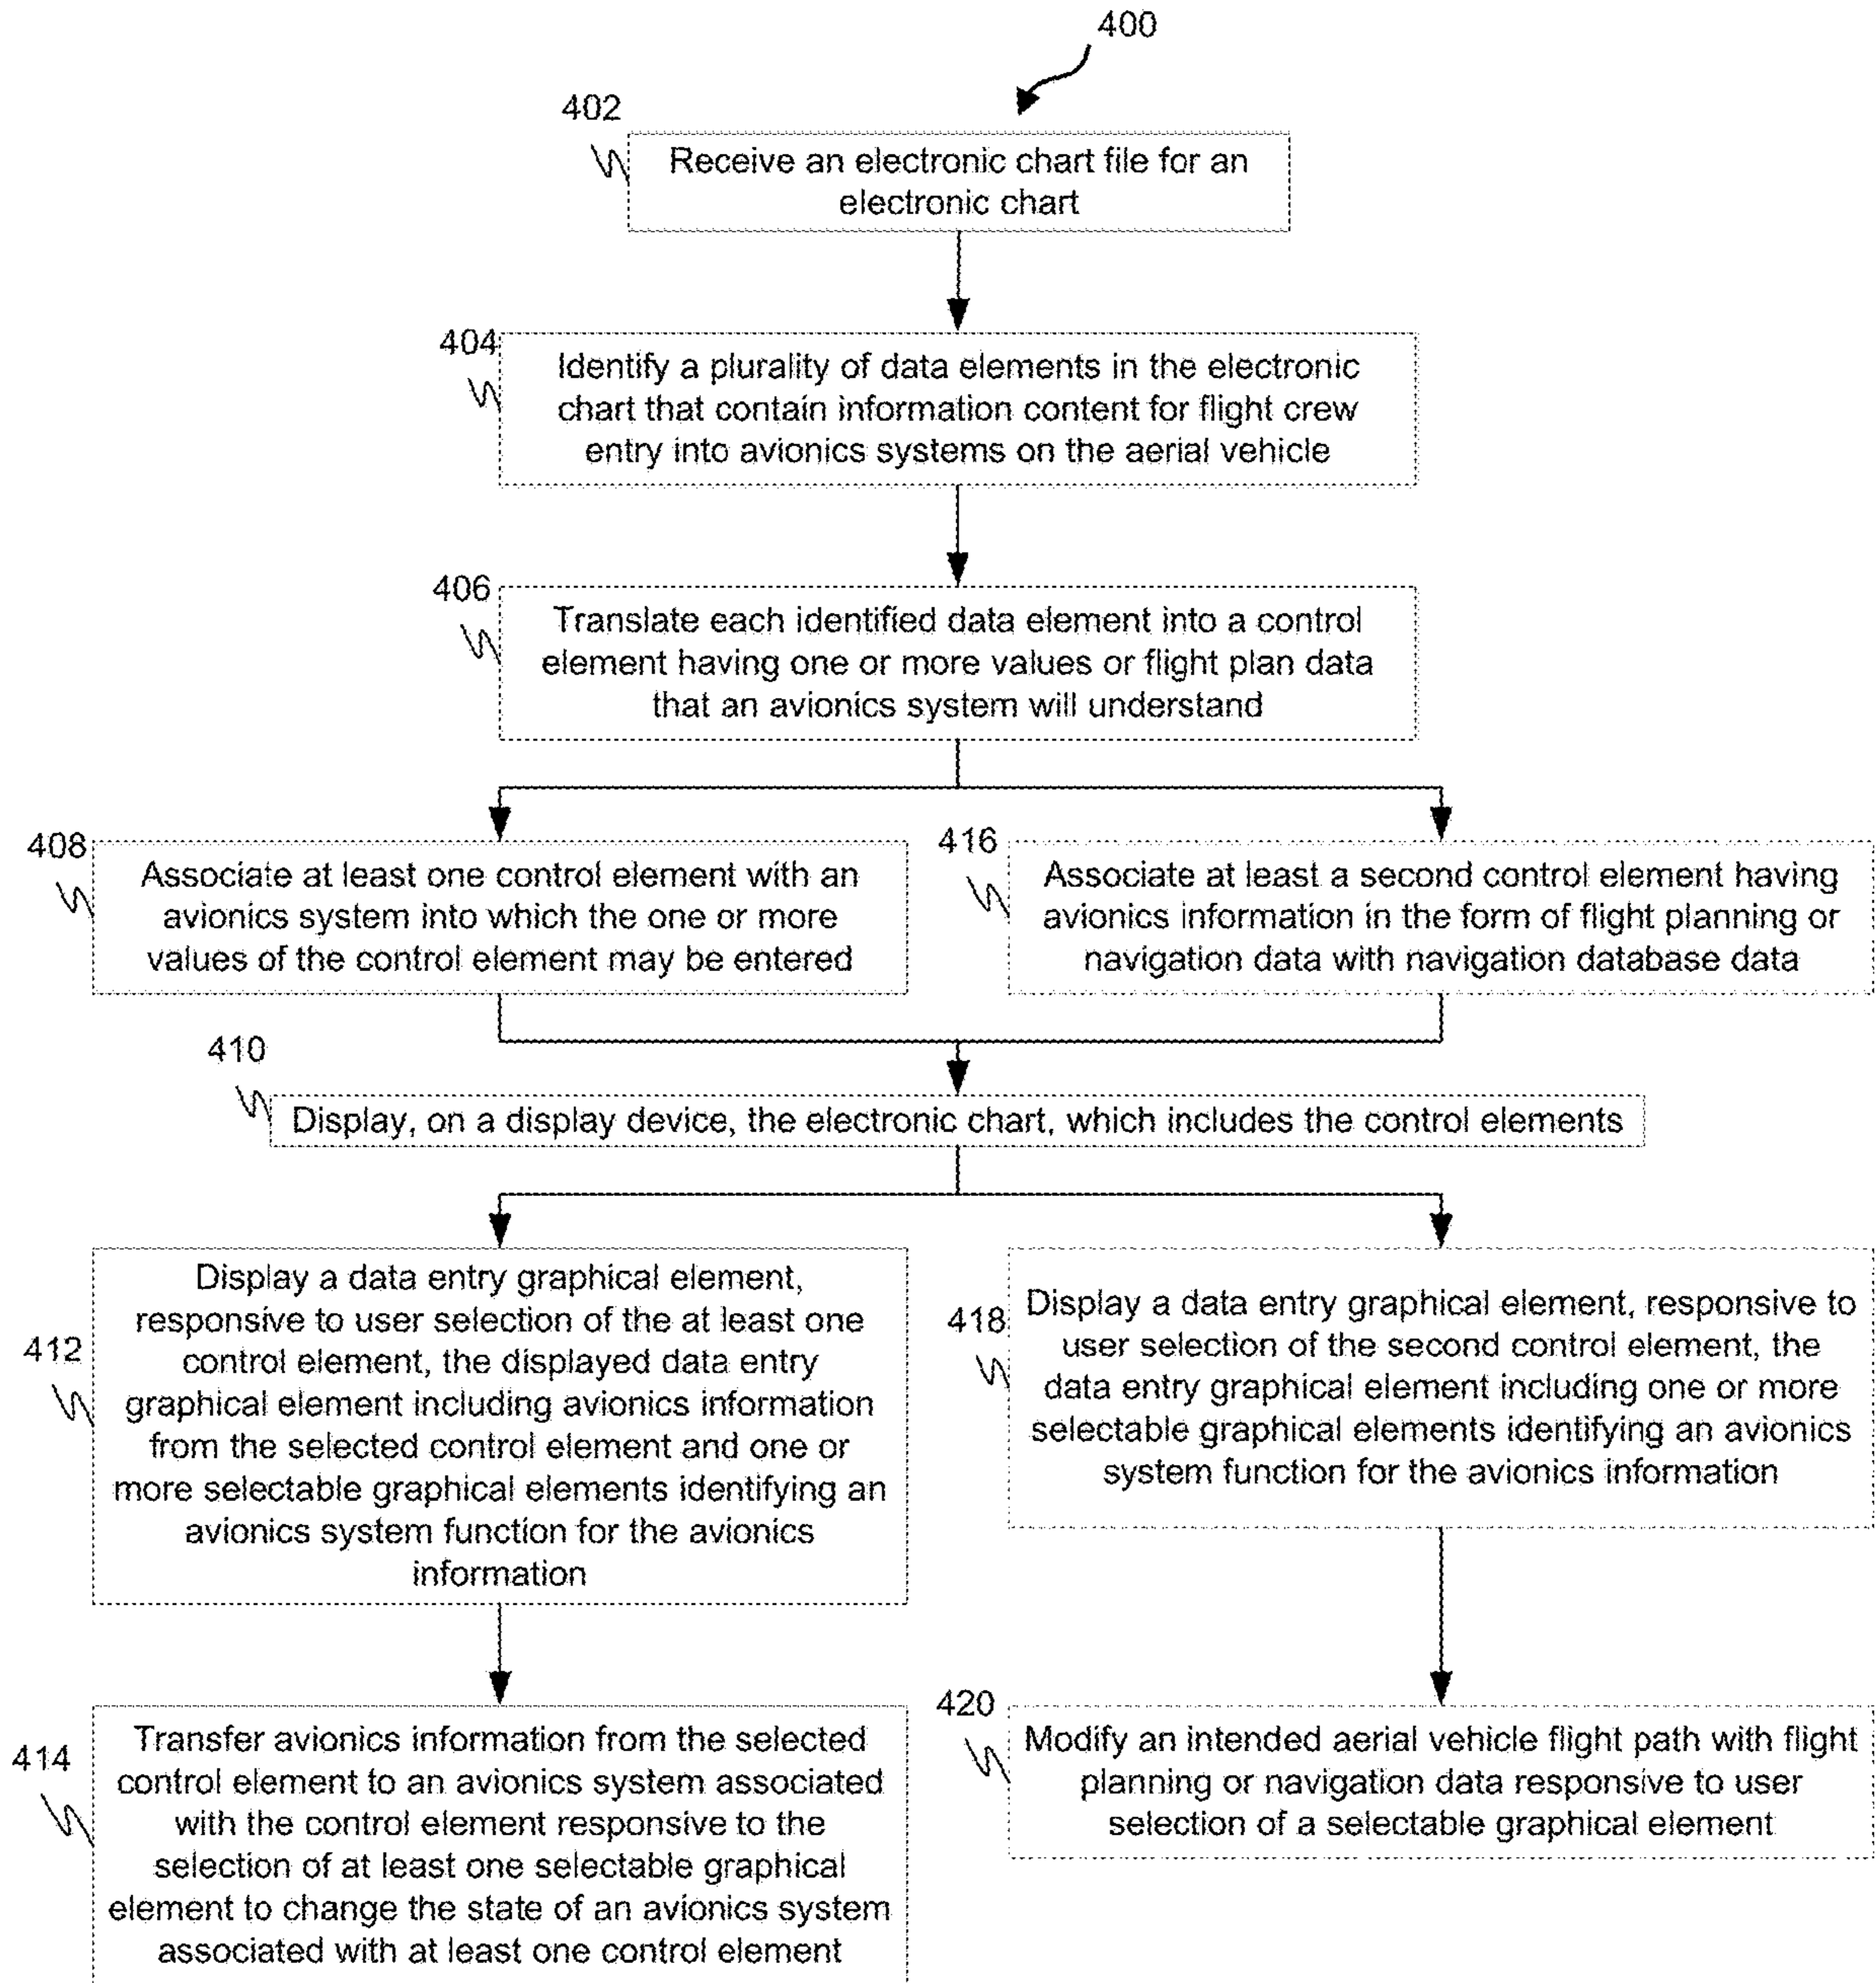 400
402
Receive an electronic chart file for an
electronic chart
404
Identify a plurality of data elements in the electronic
chart that contain information content for flight crew
entry into avionics systems on the aerial vehicle
406
Translate each identified data element into a control
element having one or more values or flight plan data
that an avionics system will understand
408
Associate at least one control element with an
avionics system into which the one or more
values of the control element may be entered
416
Associate at least a second control element having
avionics information in the form of flight planning or
navigation data with navigation database data
410
Display, on a display device, the electronic chart, which includes the control elements
412
Display a data entry graphical element,
responsive to user selection of the at least one
control element, the displayed data entry
graphical element including avionics information
from the selected control element and one or
more selectable graphical elements identifying an
avionics system function for the avionics
information
418
Display a data entry graphical element, responsive to
user selection of the second control element, the
data entry graphical element including one or more
selectable graphical elements identifying an avionics
system function for the avionics information
414
Transfer avionics information from the selected
control element to an avionics system associated
with the control element responsive to the
selection of at least one selectable graphical
element to change the state of an avionics system
associated with at least one control element
420
Modify an intended aerial vehicle flight path with flight
planning or navigation data responsive to user
selection of a selectable graphical element